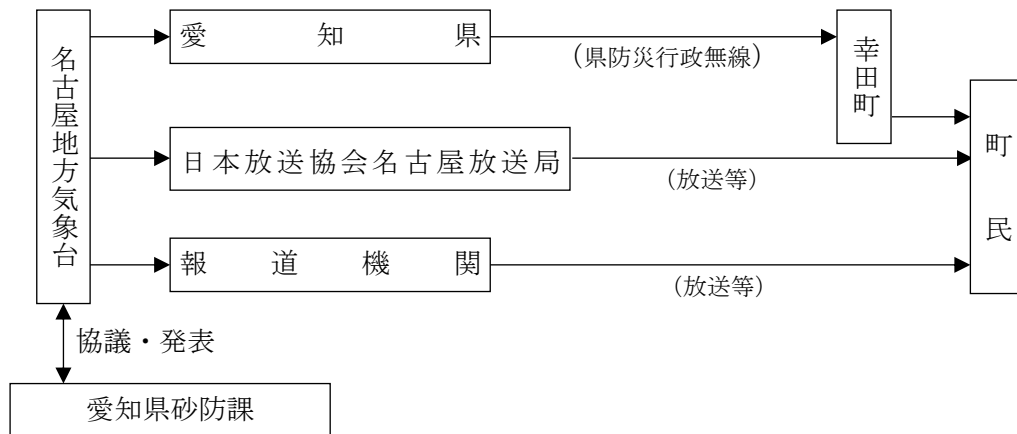 名古屋地方気象台
愛知県
(県防災行政無線)
幸田町
日本放送協会名古屋放送局
(放送等)
町民
報道機関
(放送等)
協議・発表
愛知県砂防課